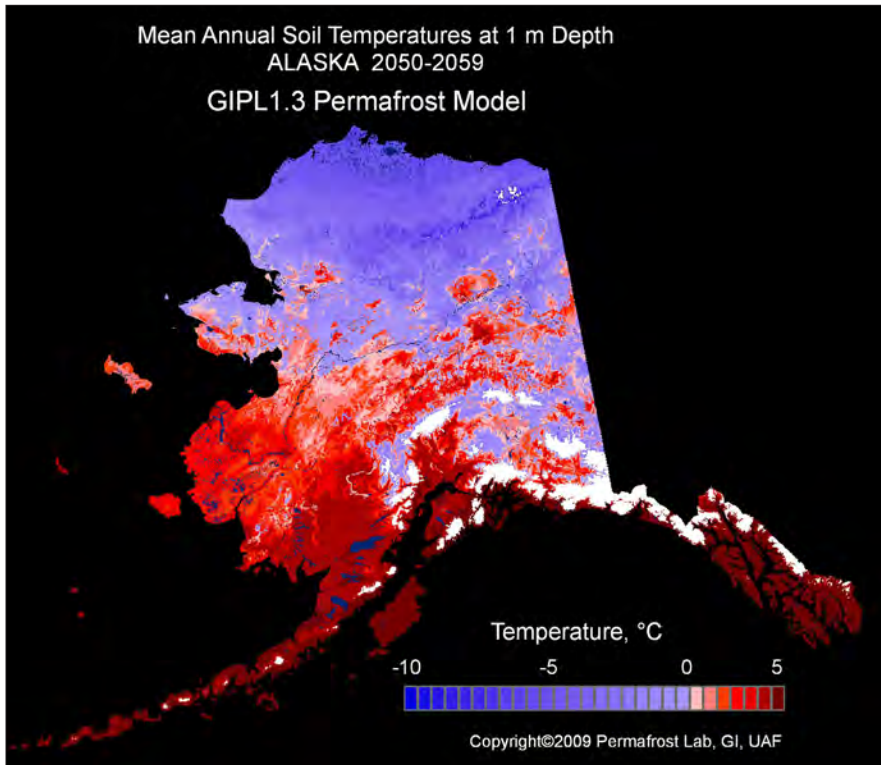 Mean Annual Soil Temperatures at 1 m Depth
ALASKA 2050-2059
GIPL1.3 Permafrost Model
Temperature, °C
-10 -5 0 5
Copyright©2009 Permafrost Lab, GI, UAF